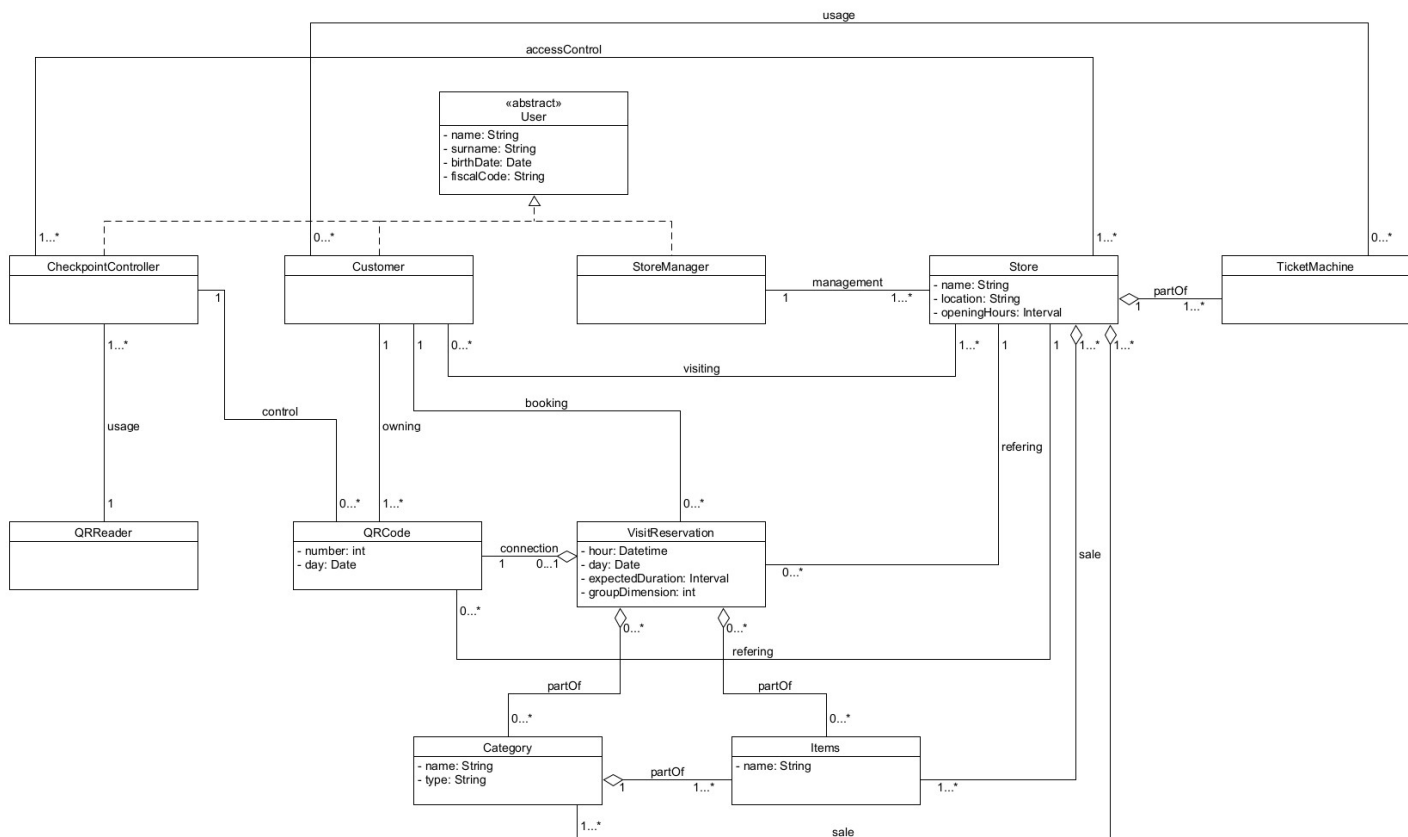 usage
accessControl
«abstract»
User
- name: String
- surname: String
- birthDate: Date
- fiscalCode: String
1...*
0...*
1...*
0...*
CheckpointController
Customer
StoreManager
Store
TicketMachine
- name: String
- location: String
- openingHours: Interval
management
1
1...*
partOf
1
1...*
1
1...*
1
1
0...*
1...*
1
1
1...*
1...*
visiting
booking
control
usage
owning
refering
1
0...*
1...*
0...*
QRReader
QRCode
- number: int
- day: Date
VisitReservation
- hour: Datetime
- day: Date
- expectedDuration: Interval
- groupDimension: int
connection
1
0...1
sale
0...*
0...*
0...*
0...*
refering
partOf
partOf
0...*
0...*
Category
- name: String
- type: String
Items
- name: String
partOf
1
1...*
1...*
1...*
sale